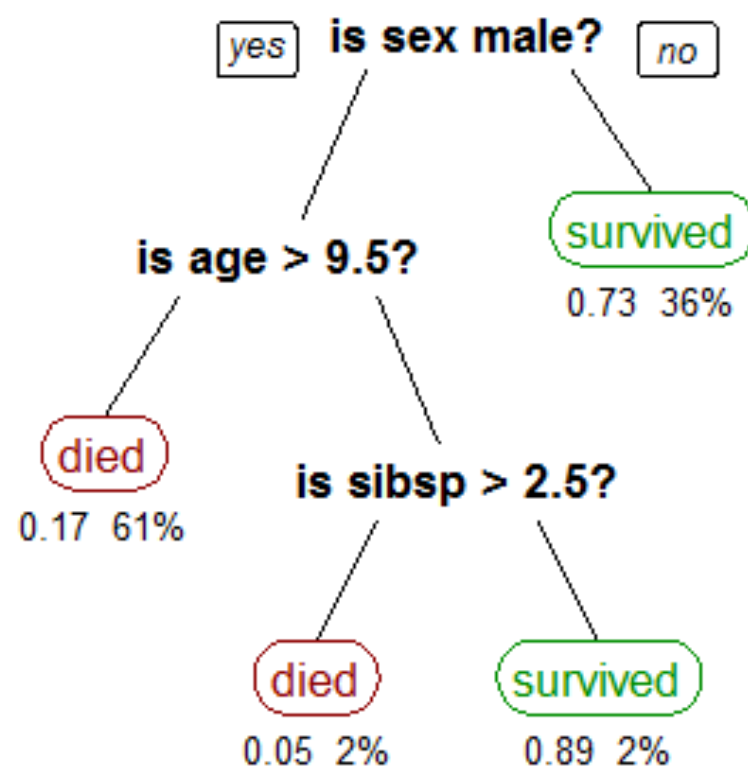 yes is sex male? no
survived
0.73 36%
is age > 9.5?
died
0.17 61%
is sibsp > 2.5?
died survived
0.05 2% 0.89 2%